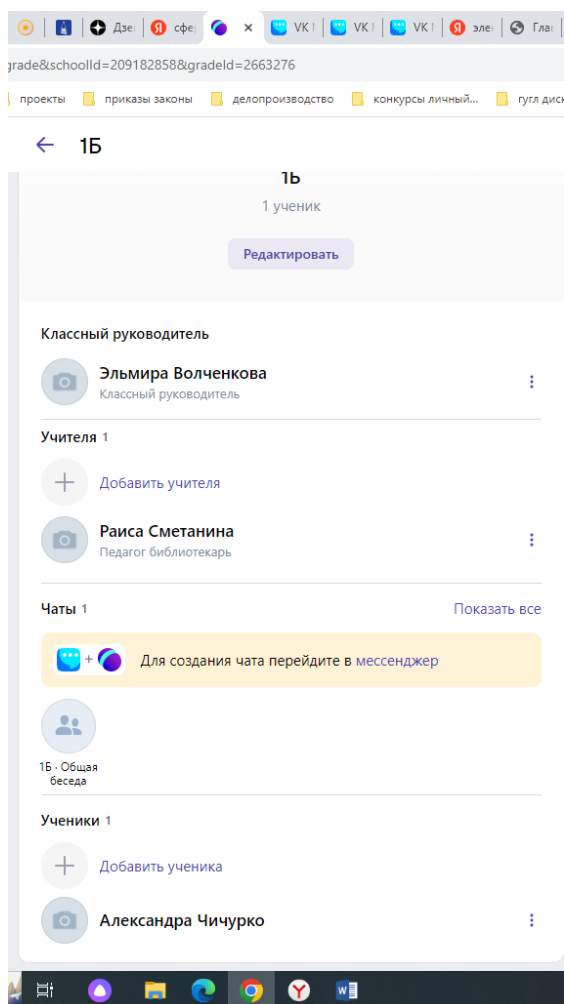 Дзе
сфе
VK
VK
VK
эле
Глаг
grade&schoolId=209182858&gradeId=2663276
проекты
приказы законы
делопроизводство
конкурсы личный...
гугл диск
1Б
1Б
1 ученик
Редактировать
Классный руководитель
Эльмира Волченкова
Классный руководитель
Учителя 1
Добавить учителя
Раиса Сметанина
Педагог библиотекарь
Чаты 1
Показать все
Для создания чата перейдите в мессенджер
1Б · Общая
беседа
Ученики 1
Добавить ученика
Александра Чичурко